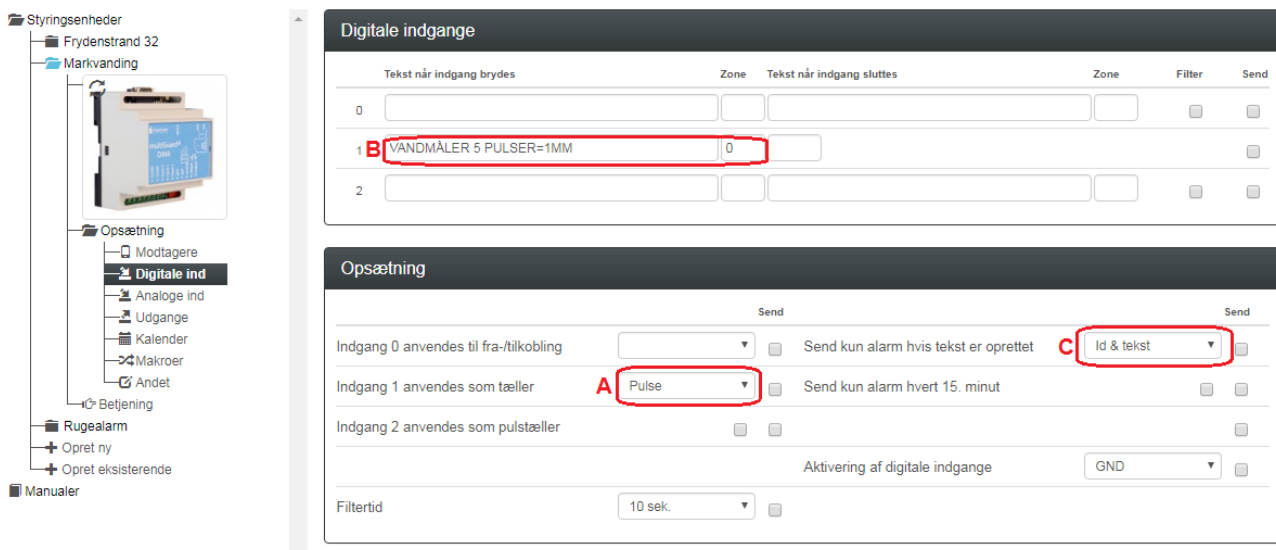 Styringsenheder
Frydenstrand 32
Markvanding
multiGuard®
DIN4
Opsætning
Modtagere
Digitale ind
Analoge ind
Udgange
Kalender
Makroer
Andet
Betjening
Rugealarm
Opret ny
Opret eksisterende
Manualer
Digitale indgange
Tekst når indgang brydes Zone Tekst når indgang sluttes Zone Filter Send
0
1 B VANDMÅLER 5 PULSER=1MM 0
2
Opsætning
Send Send
Indgang 0 anvendes til fra-/tilkobling Send kun alarm hvis tekst er oprettet C Id & tekst
Indgang 1 anvendes som tæller A Pulse Send kun alarm hvert 15. minut
Indgang 2 anvendes som pulstæller
Aktivering af digitale indgange GND
Filtertid 10 sek.